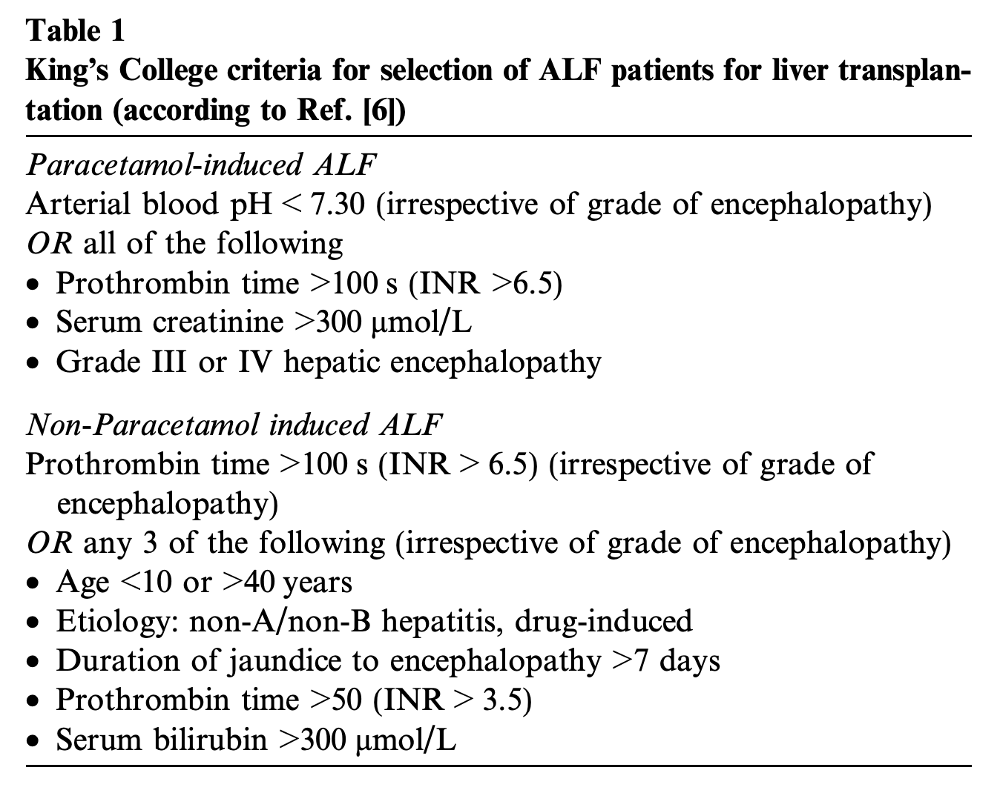 Table 1
King's College criteria for selection of ALF patients for liver transplan-
tation (according to Ref. [6])
Paracetamol-induced ALF
Arterial blood pH < 7.30 (irrespective of grade of encephalopathy)
OR all of the following
• Prothrombin time >100 s (INR >6.5)
• Serum creatinine >300 μmol/L
• Grade III or IV hepatic encephalopathy
Non-Paracetamol induced ALF
Prothrombin time >100 s (INR > 6.5) (irrespective of grade of
encephalopathy)
OR any 3 of the following (irrespective of grade of encephalopathy)
• Age <10 or >40 years
• Etiology: non-A/non-B hepatitis, drug-induced
• Duration of jaundice to encephalopathy >7 days
• Prothrombin time >50 (INR > 3.5)
• Serum bilirubin >300 μmol/L